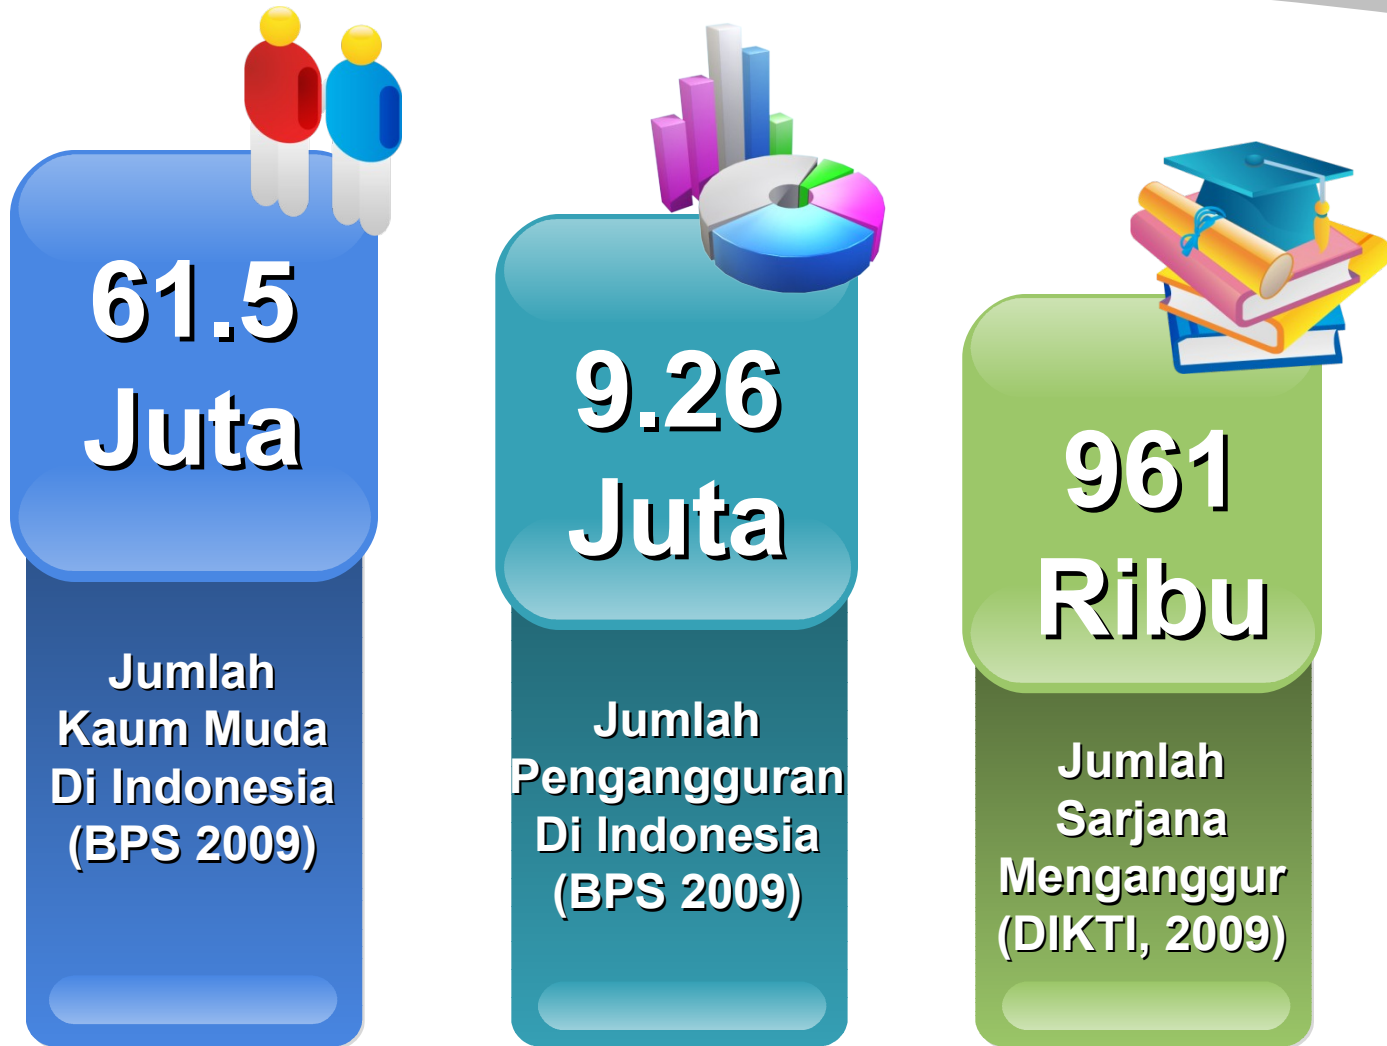 61.5
Juta
Jumlah
Kaum Muda
Di Indonesia
(BPS 2009)
9.26
Juta
Jumlah
Pengangguran
Di Indonesia
(BPS 2009)
961
Ribu
Jumlah
Sarjana
Menganggur
(DIKTI, 2009)